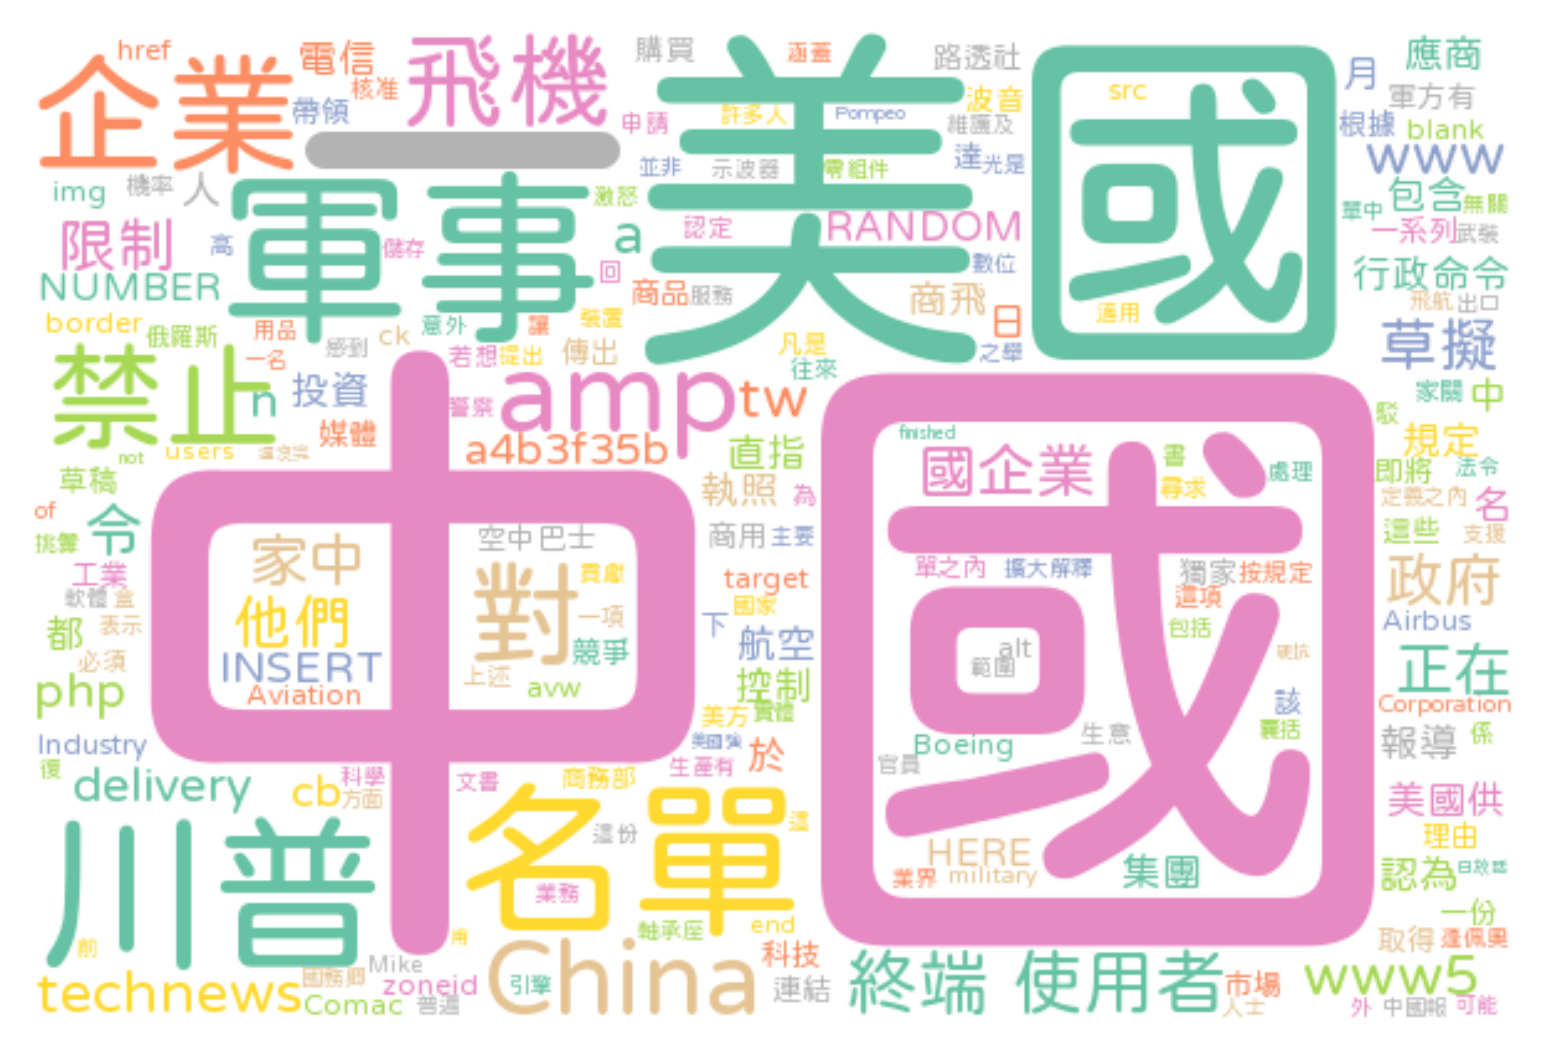 href 電信 飛機 購買 美國 涵蓋 路透社 src 月 應商
企業 核准 帶領 申請 許多人 Pompeo 波音 維護及 軍方有
一 並非 示波器 零組件 達 光是 根據 blank www
img 機率 人 軍事 激怒 包含 無關
限制 高 儲存 a 認定 RANDOM 單中 一系列 武裝
NUMBER 回 商品 服務 數位 商飛 行政命令
border 俄羅斯 用品 ck 意外 讓 裝置 適用 飛航 出口
禁止 一名 感到 若想 提出 傳出 凡是 日 之舉 草擬
n 投資 警察 amp tw 往來 中國 家關 中
媒體 not users a4b3f35b 直指 finished 駁 規定
草稿 執照 為 國企業 書 尋求 處理 即將 法令
of 令 挑釁 空中巴士 商用 主要 定義之內 名 這些 支援
工業 家中 對 貢獻 target 單之內 擴大解釋 獨家 按規定 政府
軟體 盒 都 表示 他們 一項 國家 下 這項 包括 Airbus
必須 INSERT 競爭 航空 alt 範圍 硬抗 正在
php Aviation 上述 avw 控制 該 Corporation
Industry 美方 實體 生產有 於 Boeing 生意 囊括 報導 係
復 delivery cb 科學 方面 文書 商務部 官員 美國供
川普 名單 這份 這 HERE 理由
業務 業界 military 集團 認為
前 軸承座 end 一份
China 科技 終端 使用者 取得 蓬佩奧
technews 國務卿 Mike zoneid 引擎 連結 市場 www5
Comac 普遍 人士 外 中國報 可能